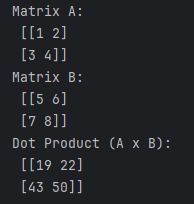 Matrix A:
[[1 2]
[3 4]]
Matrix B:
[[5 6]
[7 8]]
Dot Product (A x B):
[[19 22]
[43 50]]